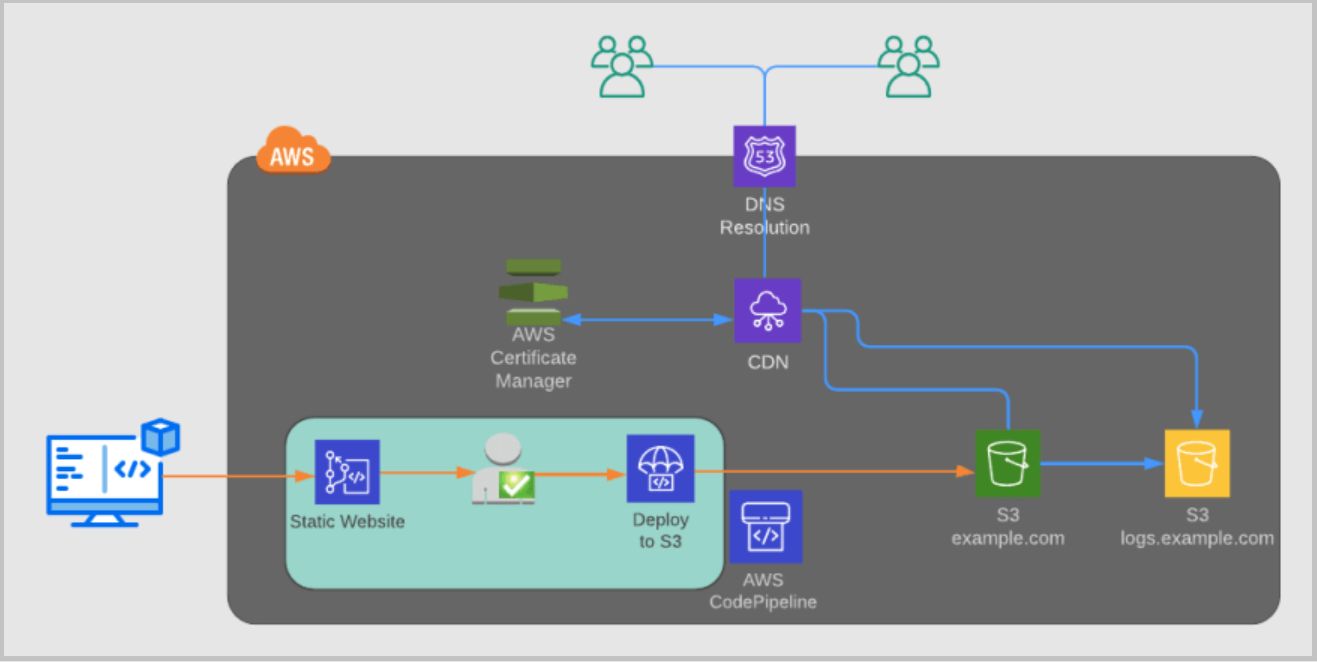 AWS
53
DNS
Resolution
AWS
Certificate
Manager
CDN
</>
</>
Static Website
</>
Deploy
to S3
</>
AWS
CodePipeline
S3
example.com
S3
logs.example.com